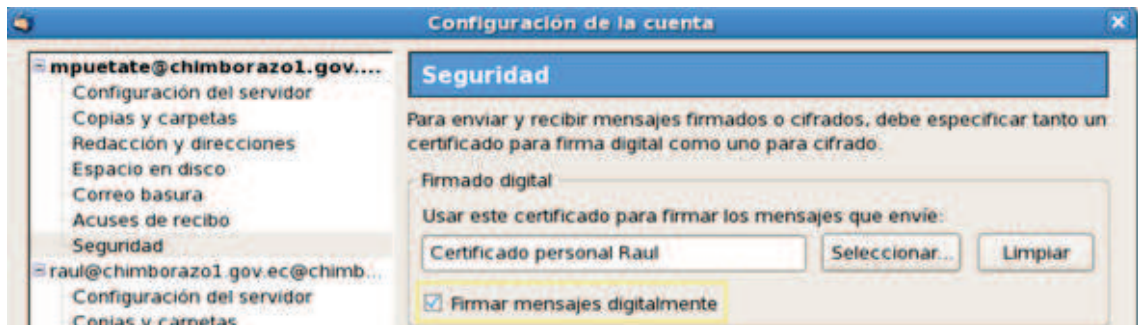 Configuración de la cuenta
mpuetate@chimborazo1.gov....
Configuración del servidor
Copias y carpetas
Redacción y direcciones
Espacio en disco
Correo basura
Acuses de recibo
Seguridad
raul@chimborazo1.gov.ec@chimb...
Configuración del servidor
Copias y carpetas
Seguridad
Para enviar y recibir mensajes firmados o cifrados, debe especificar tanto un
certificado para firma digital como uno para cifrado.
Firmado digital
Usar este certificado para firmar los mensajes que envíe:
Certificado personal Raul
Seleccionar...
Limpiar
Firmar mensajes digitalmente